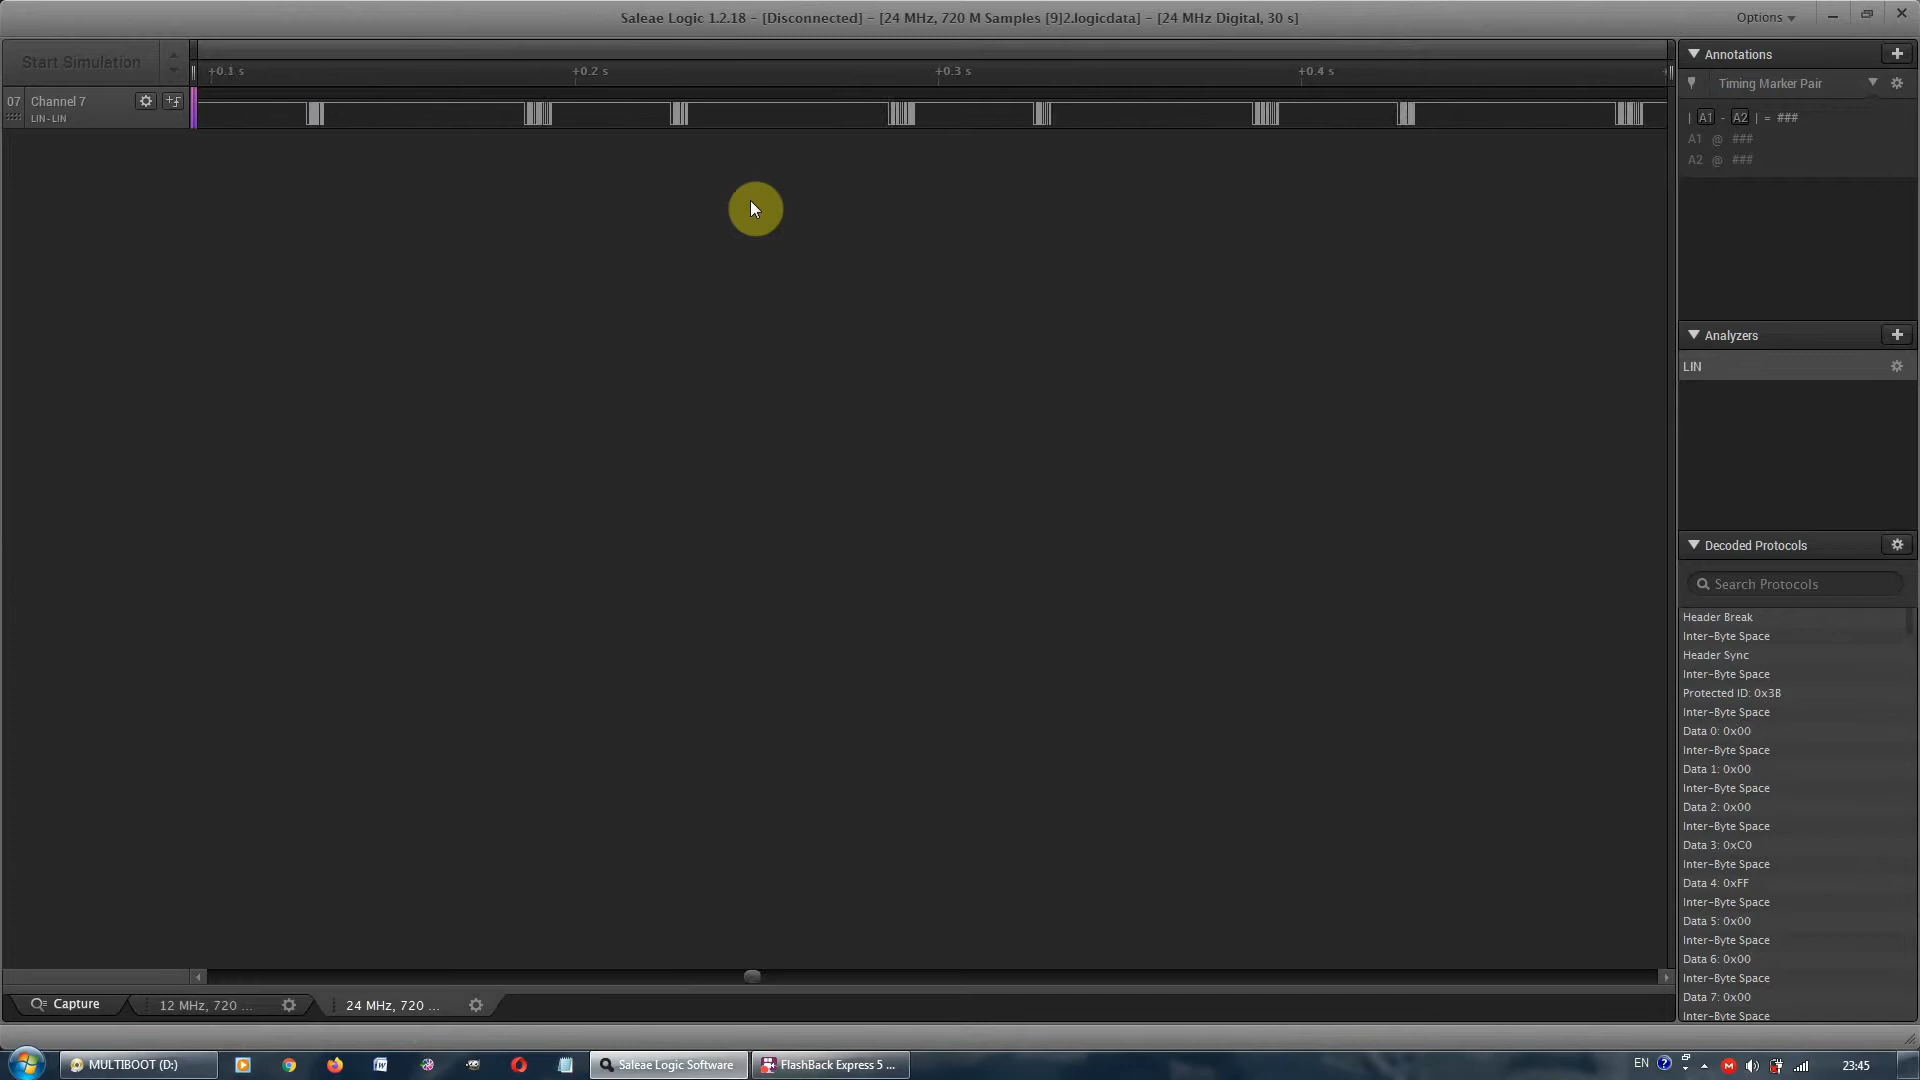 Saleae Logic 1.2.18 - [Disconnected] - [24 MHz, 720 M Samples [9]2.logicdata] - [24 MHz Digital, 30 s]
Options
Start Simulation
+0.1 s
+0.2 s
+0.3 s
+0.4 s
07
Channel 7
LIN - LIN
Annotations
Timing Marker Pair
| A1 - A2 | = ###
A1 @ ###
A2 @ ###
Analyzers
LIN
Decoded Protocols
Search Protocols
Header Break
Inter-Byte Space
Header Sync
Inter-Byte Space
Protected ID: 0x3B
Inter-Byte Space
Data 0: 0x00
Inter-Byte Space
Data 1: 0x00
Inter-Byte Space
Data 2: 0x00
Inter-Byte Space
Data 3: 0xC0
Inter-Byte Space
Data 4: 0xFF
Inter-Byte Space
Data 5: 0x00
Inter-Byte Space
Data 6: 0x00
Inter-Byte Space
Data 7: 0x00
Inter-Byte Space
Capture
12 MHz, 720 ...
24 MHz, 720 ...
MULTIBOOT (D:)
Saleae Logic Software
FlashBack Express 5 ...
EN
23:45